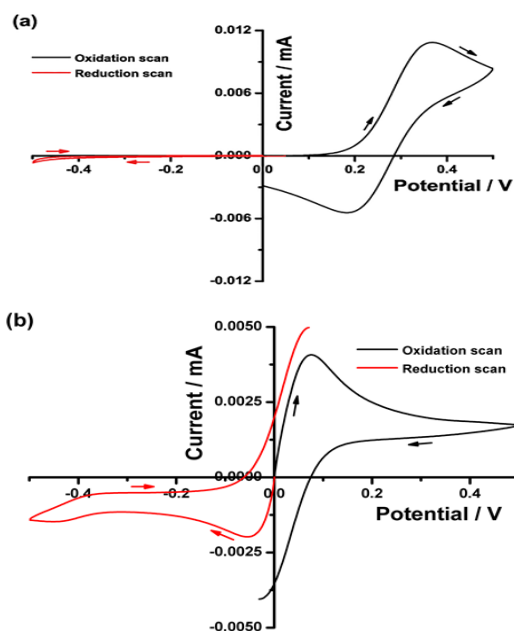 (a)
Oxidation scan
Reduction scan
Current / mA
0.012
0.006
0.000
-0.006
-0.012
-0.4
-0.2
0.0
0.2
0.4
Potential / V
(b)
Oxidation scan
Reduction scan
Current / mA
0.0050
0.0025
0.0000
-0.0025
-0.0050
-0.4
-0.2
0.0
0.2
0.4
Potential / V